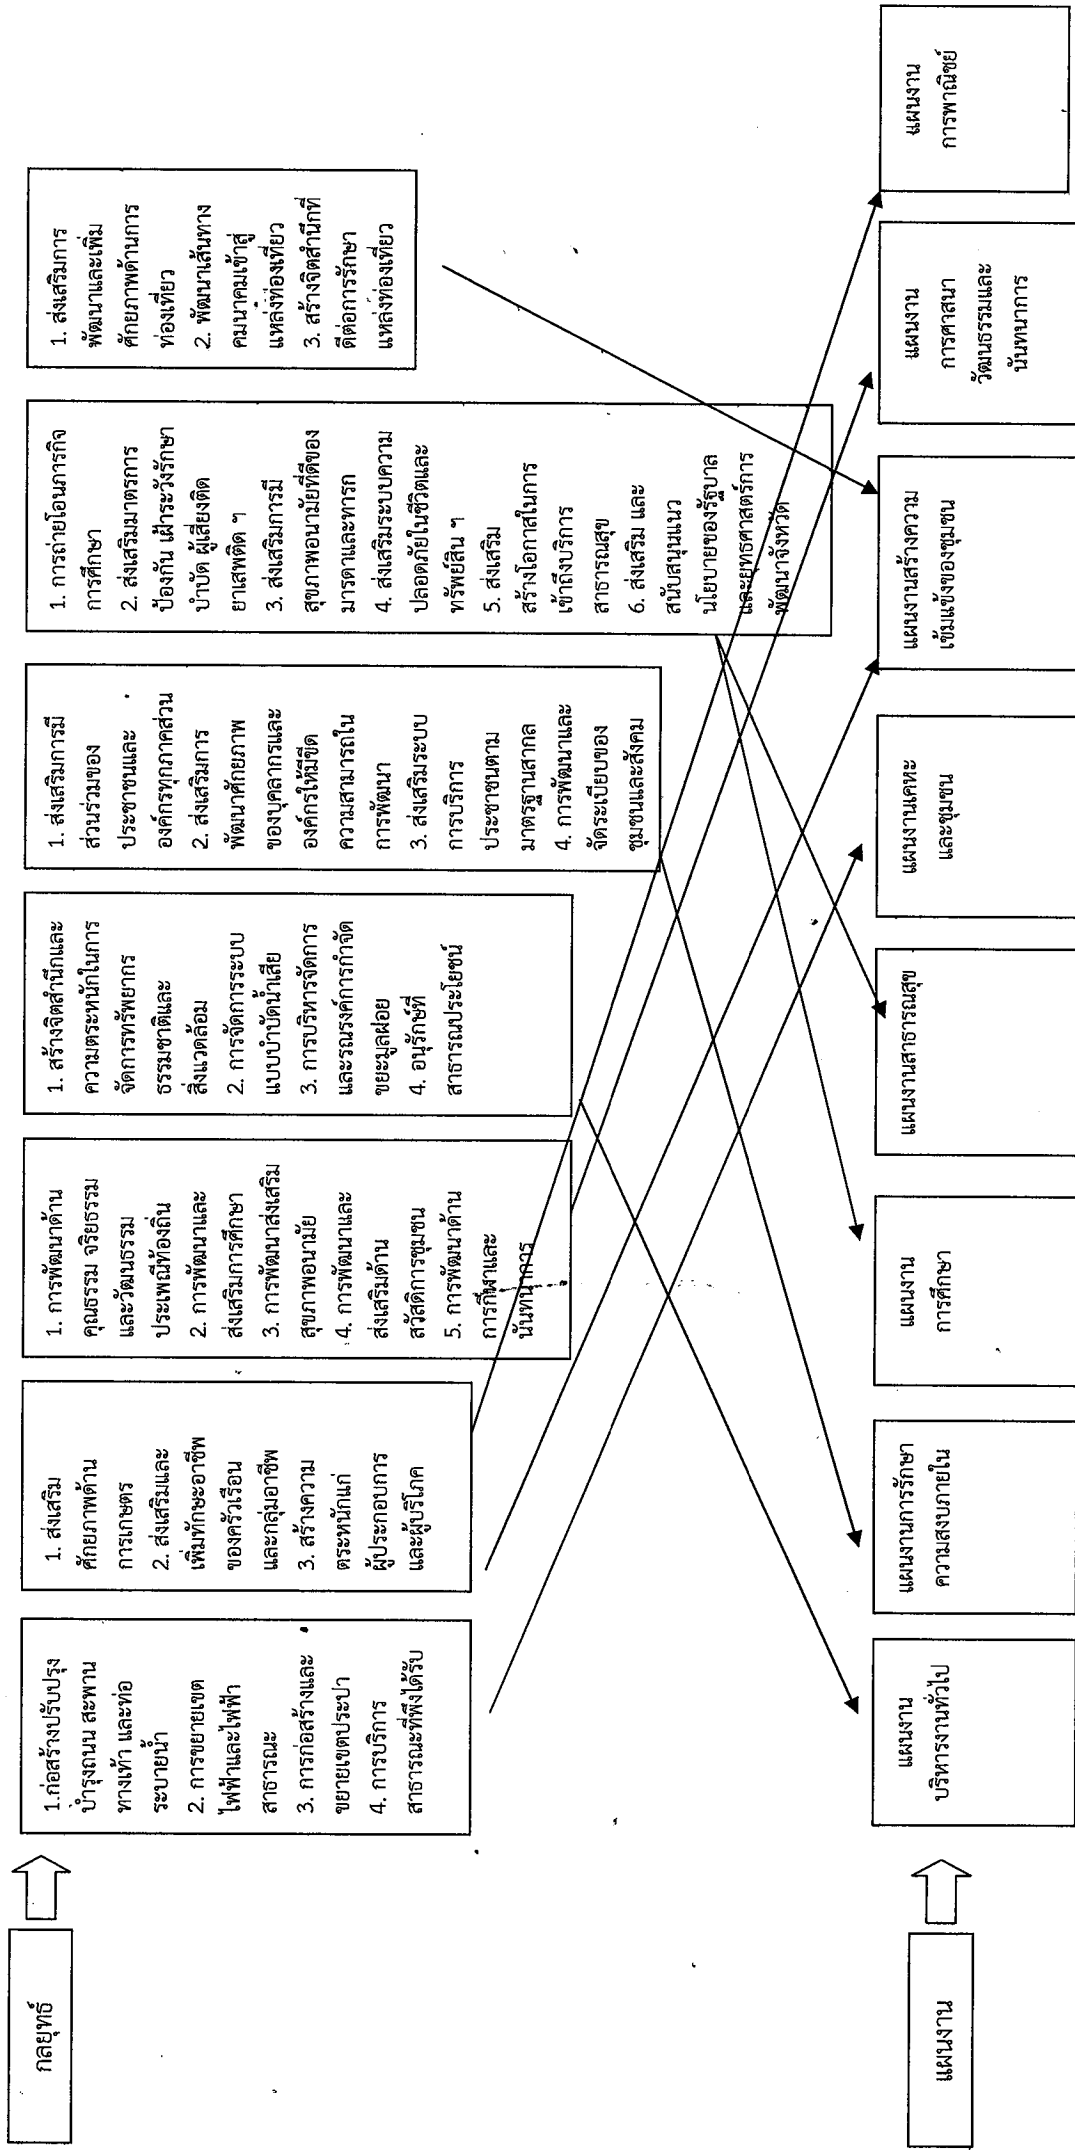 กลยุทธ์
1.ก่อสร้างปรับปรุง
บำรุงถนน สะพาน
ทางเท้า และท่อ
ระบายน้ำ
2. การขยายเขต
ไฟฟ้าและไฟฟ้า
สาธารณะ
3. การก่อสร้างและ
ขยายเขตประปา
4. การบริการ
สาธารณะที่พึงได้รับ
1. ส่งเสริม
ศักยภาพด้าน
การเกษตร
2. ส่งเสริมและ
เพิ่มทักษะอาชีพ
ของครัวเรือน
และกลุ่มอาชีพ
3. สร้างความ
ตระหนักแก่
ผู้ประกอบการ
และผู้บริโภค
1. การพัฒนาด้าน
คุณธรรม จริยธรรม
และวัฒนธรรม
ประเพณีท้องถิ่น
2. การพัฒนาและ
ส่งเสริมการศึกษา
3. การพัฒนาส่งเสริม
สุขภาพอนามัย
4. การพัฒนาและ
ส่งเสริมด้าน
สวัสดิการชุมชน
5. การพัฒนาด้าน
การกีฬาและ
นันทนาการ
1. สร้างจิตสำนึกและ
ความตระหนักในการ
จัดการทรัพยากร
ธรรมชาติและ
สิ่งแวดล้อม
2. การจัดการระบบ
แบบบำบัดน้ำเสีย
3. การบริหารจัดการ
และรณรงค์การกำจัด
ขยะมูลฝอย
4. อนุรักษ์ที่
สาธารณประโยชน์
1. ส่งเสริมการมี
ส่วนร่วมของ
ประชาชนและ
องค์กรทุกภาคส่วน
2. ส่งเสริมการ
พัฒนาศักยภาพ
ของบุคลากรและ
องค์กรให้มีขีด
ความสามารถใน
การพัฒนา
3. ส่งเสริมระบบ
การบริการ
ประชาชนตาม
มาตรฐานสากล
4. การพัฒนาและ
จัดระเบียบของ
ชุมชนและสังคม
1. การถ่ายโอนภารกิจ
การศึกษา
2. ส่งเสริมมาตรการ
ป้องกัน เฝ้าระวังรักษา
บำบัด ผู้เสี่ยงติด
ยาเสพติด ฯ
3. ส่งเสริมการมี
สุขภาพอนามัยที่ดีของ
มารดาและทารก
4. ส่งเสริมระบบความ
ปลอดภัยในชีวิตและ
ทรัพย์สิน ฯ
5. ส่งเสริม
สร้างโอกาสในการ
เข้าถึงบริการ
สาธารณสุข
6. ส่งเสริม และ
สนับสนุนแนว
นโยบายของรัฐบาล
และยุทธศาสตร์การ
พัฒนาจังหวัด
1. ส่งเสริมการ
พัฒนาและเพิ่ม
ศักยภาพด้านการ
ท่องเที่ยว
2. พัฒนาเส้นทาง
คมนาคมเข้าสู่
แหล่งท่องเที่ยว
3. สร้างจิตสำนึกที่
ดีต่อการรักษา
แหล่งท่องเที่ยว
แผนงาน
แผนงาน
บริหารงานทั่วไป
แผนงานการรักษา
ความสงบภายใน
แผนงาน
การศึกษา
แผนงานสาธารณสุข
แผนงานเคหะ
และชุมชน
แผนงานสร้างความ
เข้มแข็งของชุมชน
แผนงาน
การศาสนา
วัฒนธรรมและ
นันทนาการ
แผนงาน
การพาณิชย์